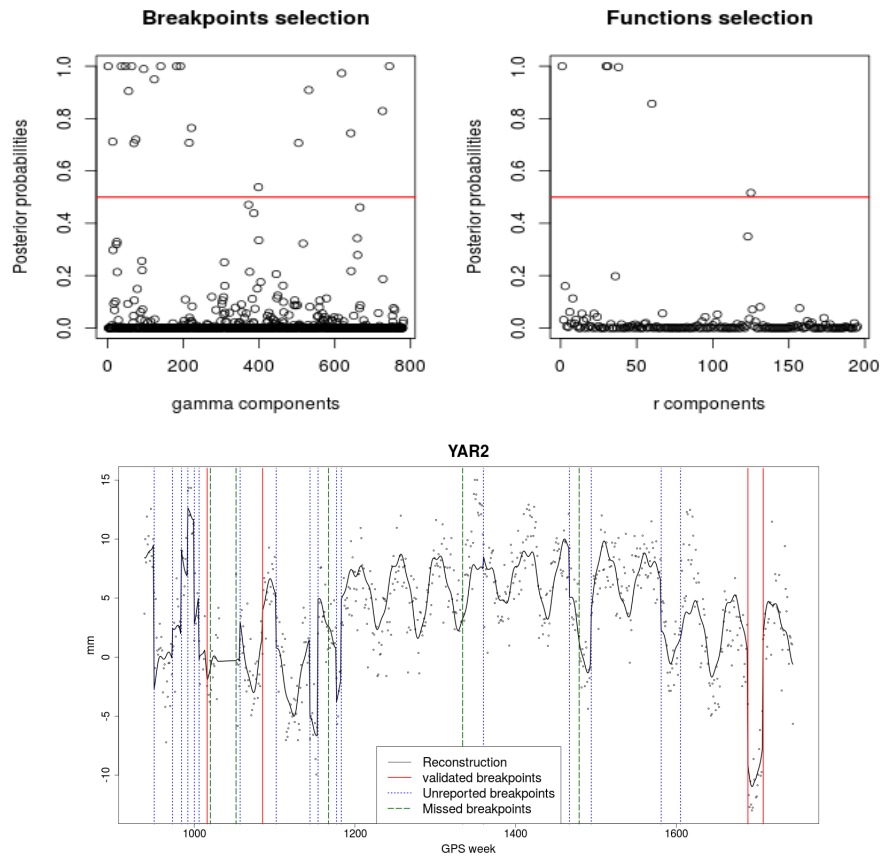 Breakpoints selection
Functions selection
Posterior probabilities
0.0 0.2 0.4 0.6 0.8 1.0
0 200 400 600 800
gamma components
Posterior probabilities
0.0 0.2 0.4 0.6 0.8 1.0
0 50 100 150 200
r components
YAR2
mm
15
10
5
0
-5
-10
Reconstruction
validated breakpoints
Unreported breakpoints
Missed breakpoints
1000 1200 1400 1600
GPS week